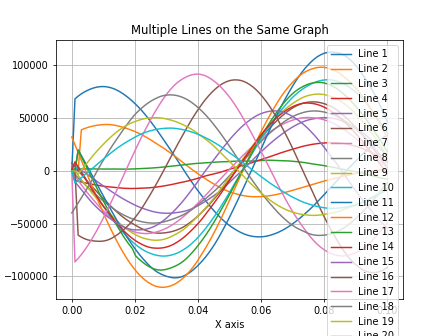 Multiple Lines on the Same Graph
100000
50000
0
−50000
−100000
0.00
0.02
0.04
0.06
0.08
X axis
Line 1
Line 2
Line 3
Line 4
Line 5
Line 6
Line 7
Line 8
Line 9
Line 10
Line 11
Line 12
Line 13
Line 14
Line 15
Line 16
Line 17
Line 18
Line 19
Line 20